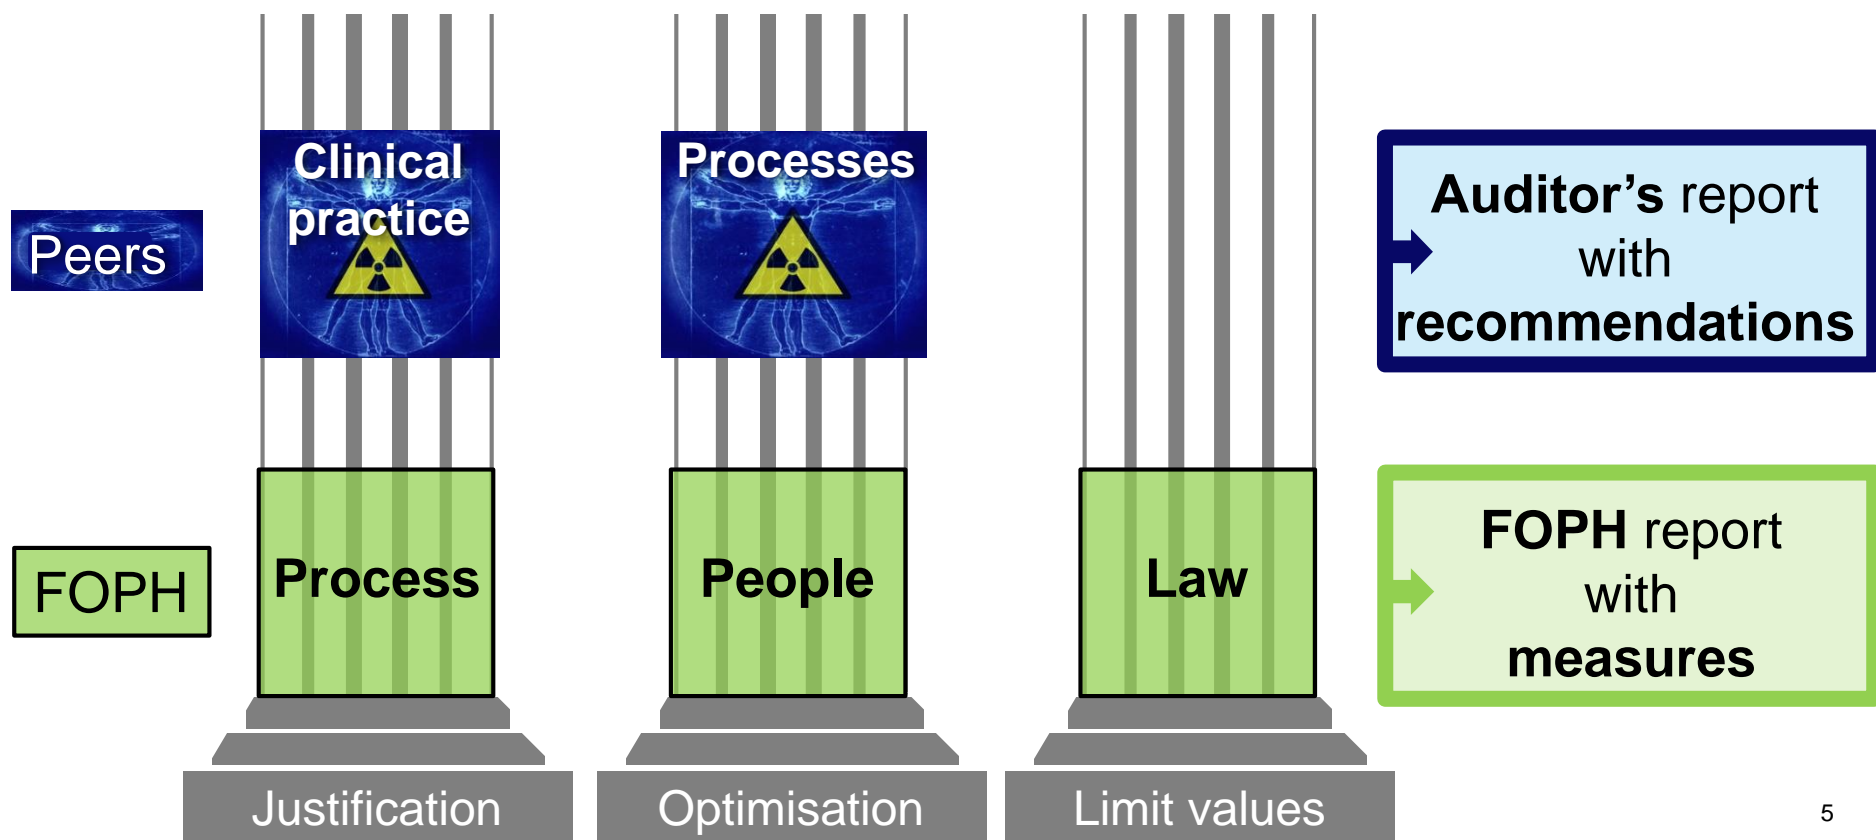 Peers
Clinical
practice
Processes
Auditor's report
with
recommendations
FOPH
Process
People
Law
FOPH report
with
measures
Justification
Optimisation
Limit values
5